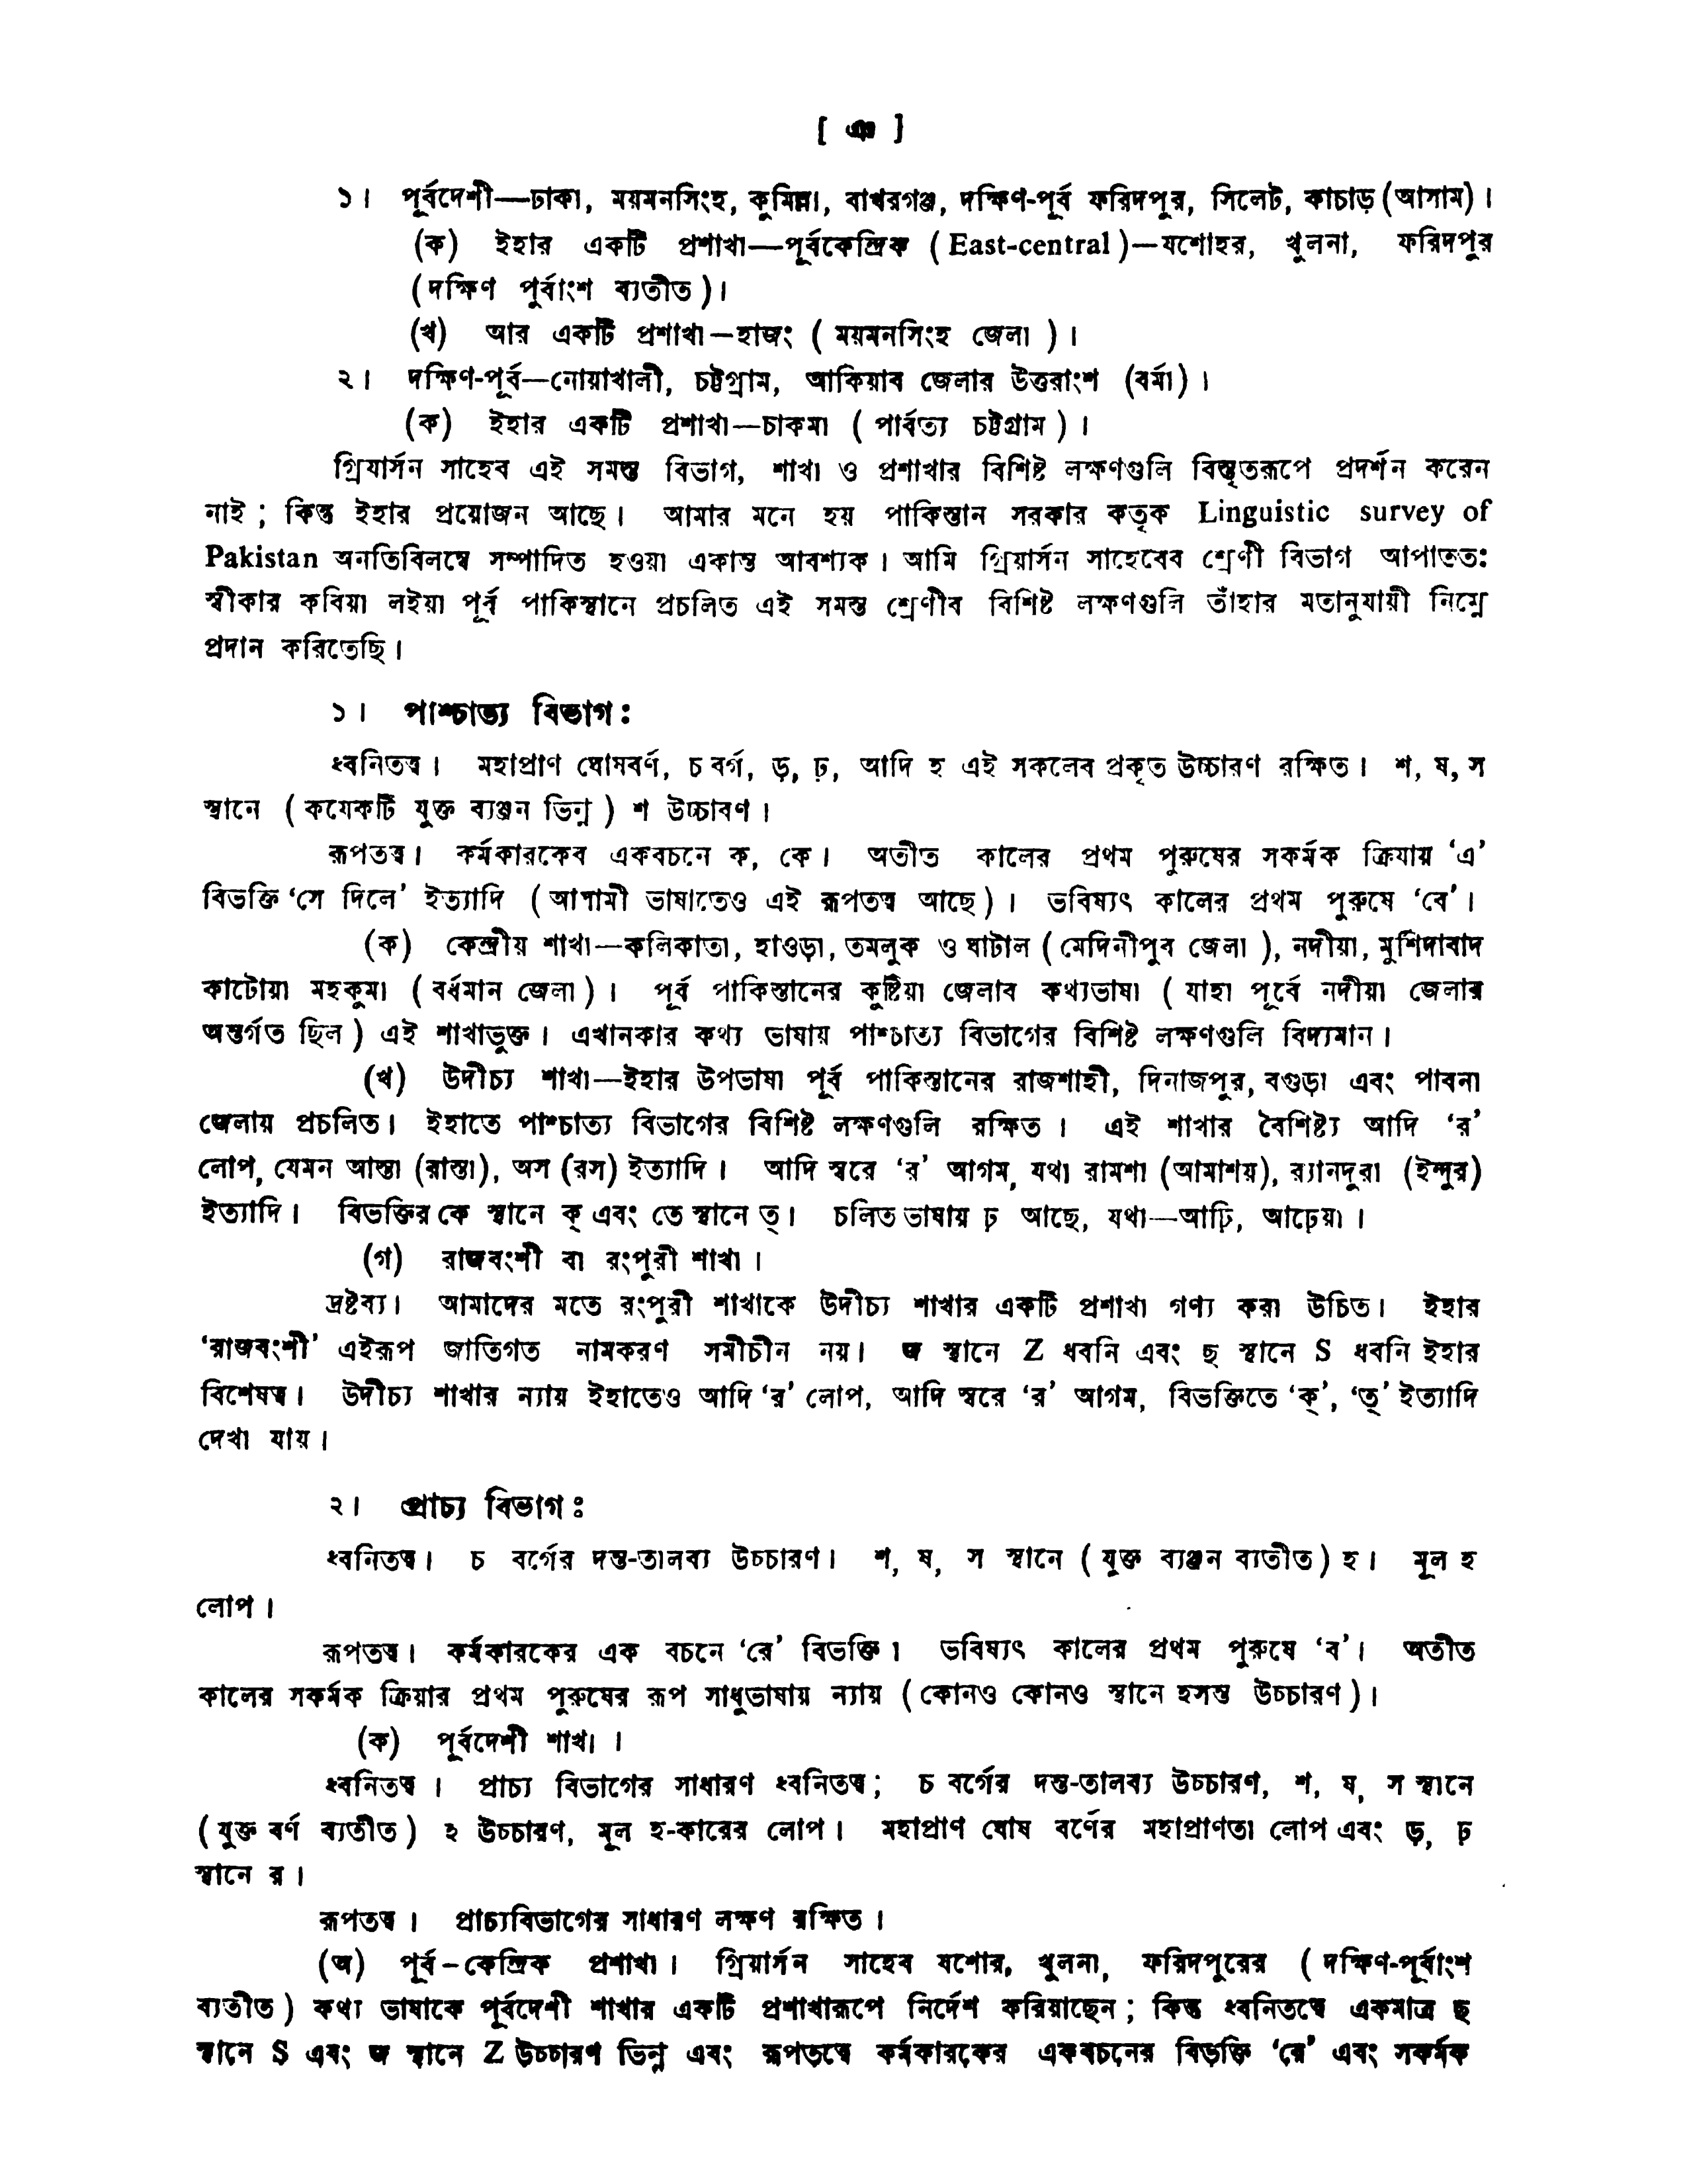 [ ঞ ]
১। পূর্বদেশী—ঢাকা, ময়মনসিংহ, কুমিল্লা, বাখরগঞ্জ, দক্ষিণ-পূর্ব ফরিদপুর, সিলেট, কাচাড় (আসাম)।
(ক) ইহার একটি প্রশাখা—পূর্বকেন্দ্রিক ( East-central )—যশোহর, খুলনা, ফরিদপুর
(দক্ষিণ পুর্বাংশ ব্যতীত )।
(খ) আর একটি প্রশাখা—হাজং ( ময়মনসিংহ জেলা )।
২। দক্ষিণ-পূর্ব—নোয়াখালী, চট্টগ্রাম, আকিয়াব জেলার উত্তরাংশ (বর্মা)।
(ক) ইহার একটি প্রশাখা—চাকমা ( পার্বত্য চট্টগ্রাম )।
গ্রিযার্সন সাহেব এই সমস্ত বিভাগ, শাখা ও প্রশাখার বিশিষ্ট লক্ষণগুলি বিস্তৃতরূপে প্রদর্শন করেন
নাই ; কিন্তু ইহার প্রয়োজন আছে। আমার মনে হয় পাকিস্তান সরকার কতৃক Linguistic survey of
Pakistan অনতিবিলম্বে সম্পাদিত হওয়া একান্ত আবশ্যক। আমি গ্রিয়ার্সন সাহেবেব শ্রেণী বিভাগ আপাততঃ
স্বীকার কবিয়া লইয়া পূর্ব পাকিস্থানে প্রচলিত এই সমস্ত শ্রেণীব বিশিষ্ট লক্ষণগুলি তাঁহার মতানুযায়ী নিম্নে
প্রদান করিতেছি।
১। পাশ্চাত্ত্য বিভাগ:
ধ্বনিতত্ত্ব। মহাপ্রাণ ঘোষবর্ণ, চ বর্গ, ড়, ঢ়, আদি হ এই সকলেব প্রকৃত উচ্চারণ রক্ষিত। শ, ষ, স
স্থানে ( কযেকটি যুক্ত ব্যঞ্জন ভিন্ন ) শ উচ্চাবণ।
রূপতত্ত্ব। কর্মকারকেব একবচনে ক, কে। অতীত কালের প্রথম পুরুষের সকর্মক ক্রিযায় ‘এ’
বিভক্তি ‘সে দিলে’ ইত্যাদি ( আসামী ভাষাতেও এই রূপতত্ত্ব আছে )। ভবিষ্যৎ কালের প্রথম পুরুষে ‘বে’।
(ক) কেন্দ্রীয় শাখা—কলিকাতা, হাওড়া, তমলুক ও ঘাটাল ( মেদিনীপুব জেলা ), নদীয়া, মুর্শিদাবাদ
কাটোয়া মহকুমা ( বর্ধমান জেলা )। পূর্ব পাকিস্তানের কুষ্টিয়া জেলাব কথ্যভাষা ( যাহা পূর্বে নদীয়া জেলার
অন্তর্গত ছিল ) এই শাখাভুক্ত। এখানকার কথ্য ভাষায় পাশ্চাত্য বিভাগের বিশিষ্ট লক্ষণগুলি বিদ্যমান।
(খ) উদীচ্য শাখা—ইহার উপভাষা পূর্ব পাকিস্তানের রাজশাহী, দিনাজপুর, বগুড়া এবং পাবনা
জেলায় প্রচলিত। ইহাতে পাশ্চাত্য বিভাগের বিশিষ্ট লক্ষণগুলি রক্ষিত। এই শাখার বৈশিষ্ট্য আদি ‘র’
লোপ, যেমন আস্তা (রাস্তা), অস (রস) ইত্যাদি। আদি স্বরে ‘র’ আগম, যথা রামশা (আমাশয়), র‍্যানদুরা (ইন্দুর)
ইত্যাদি। বিভক্তির কে স্থানে ক্ এবং তে স্থানে ত্। চলিত ভাষায় ঢ় আছে, যথা—আঢ়ি, আঢ়েয়া।
(গ) রাজবংশী বা রংপুরী শাখা।
দ্রষ্টব্য। আমাদের মতে রংপুরী শাখাকে উদীচ্য শাখার একটি প্রশাখা গণ্য করা উচিত। ইহার
‘রাজবংশী’ এইরূপ জাতিগত নামকরণ সমীচীন নয়। জ স্থানে Z ধ্বনি এবং ছ স্থানে S ধ্বনি ইহার
বিশেষত্ব। উদীচ্য শাখার ন্যায় ইহাতেও আদি ‘র’ লোপ, আদি স্বরে ‘র’ আগম, বিভক্তিতে ‘ক্’, ‘ত্’ ইত্যাদি
দেখা যায়।
২। প্রাচ্য বিভাগ:
ধ্বনিতত্ত্ব। চ বর্গের দন্ত-তালব্য উচচারণ। শ, ষ, স স্থানে ( যুক্ত ব্যঞ্জন ব্যতীত ) হ। মূল হ
লোপ।
রূপতত্ত্ব। কর্মকারকের এক বচনে ‘রে’ বিভক্তি। ভবিষ্যৎ কালের প্রথম পুরুষে ‘ব’। অতীত
কালের সকর্মক ক্রিয়ার প্রথম পুরুষের রূপ সাধুভাষায় ন্যায় ( কোনও কোনও স্থানে হসন্ত উচচারণ )।
(ক) পূর্বদেশী শাখা।
ধ্বনিতত্ত্ব। প্রাচ্য বিভাগের সাধারণ ধ্বনিতত্ত্ব ; চ বর্গের দন্ত-তালব্য উচচারণ, শ, ষ, স স্থানে
( যুক্ত বর্ণ ব্যতীত ) হ উচচারণ, মূল হ-কারের লোপ। মহাপ্রাণ ঘোষ বর্ণের মহাপ্রাণতা লোপ এবং ড়, ঢ়
স্থানে র।
রূপতত্ত্ব। প্রাচ্যবিভাগের সাধারণ লক্ষণ রক্ষিত।
(অ) পূর্ব-কেন্দ্রিক প্রশাখা। গ্রিয়ার্সন সাহেব যশোর, খুলনা, ফরিদপুরের ( দক্ষিণ-পূর্বাংশ
ব্যতীত ) কথ্য ভাষাকে পূর্বদেশী শাখার একটি প্রশাখারূপে নির্দেশ করিয়াছেন ; কিন্তু ধ্বনিতত্ত্বে একমাত্র ছ
স্থানে S এবং জ স্থানে Z উচচারণ ভিন্ন এবং রূপতত্ত্বে কর্মকারকের একবচনের বিভক্তি ‘রে’ এবং সকর্মক